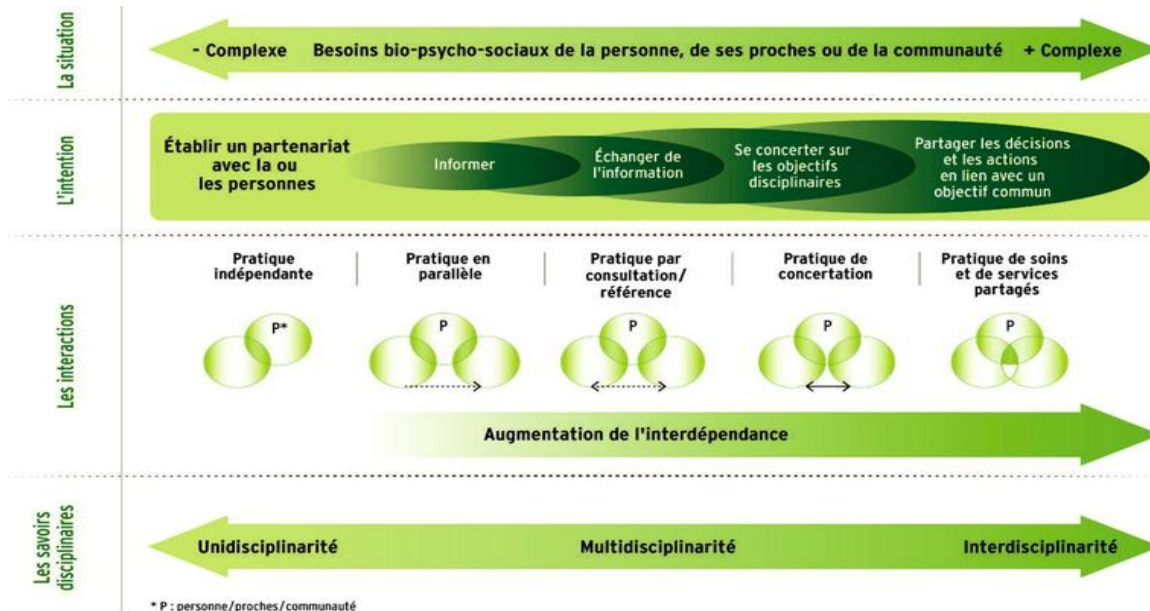 La situation
- Complexe Besoins bio-psycho-sociaux de la personne, de ses proches ou de la communauté + Complexe
L'intention
Établir un partenariat
avec la ou
les personnes
Informer
Échanger de
l'information
Se concerter sur
les objectifs
disciplinaires
Partager les décisions
et les actions
en lien avec un
objectif commun
Les interactions
Pratique
indépendante
Pratique en
parallèle
Pratique par
consultation/
référence
Pratique de
concertation
Pratique de soins
et de services
partagés
P*
P
P
P
P
Augmentation de l'interdépendance
Les savoirs
disciplinaires
Unidisciplinarité Multidisciplinarité Interdisciplinarité
* P : personne/proches/communauté